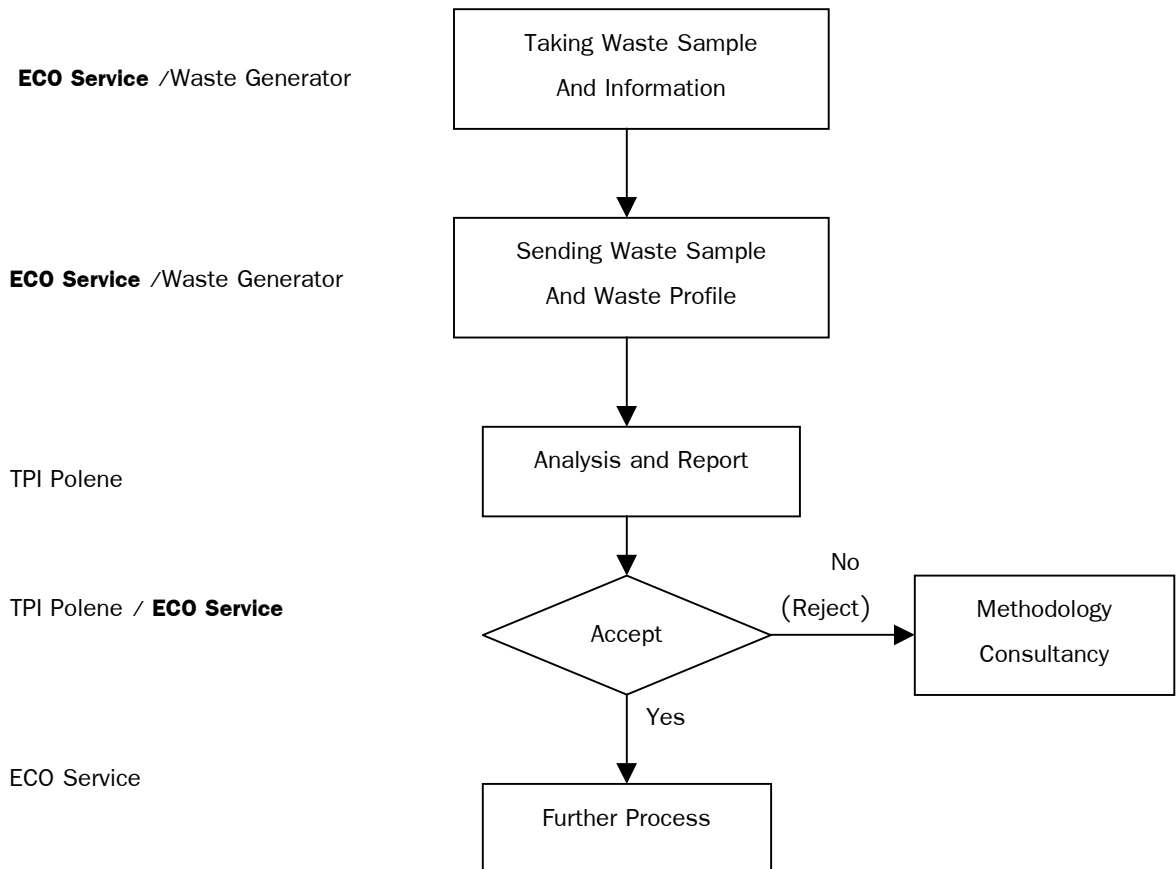 Taking Waste Sample
And Information
ECO Service /Waste Generator
Sending Waste Sample
And Waste Profile
ECO Service /Waste Generator
Analysis and Report
TPI Polene
No
(Reject)
TPI Polene / ECO Service
Accept
Methodology
Consultancy
Yes
ECO Service
Further Process